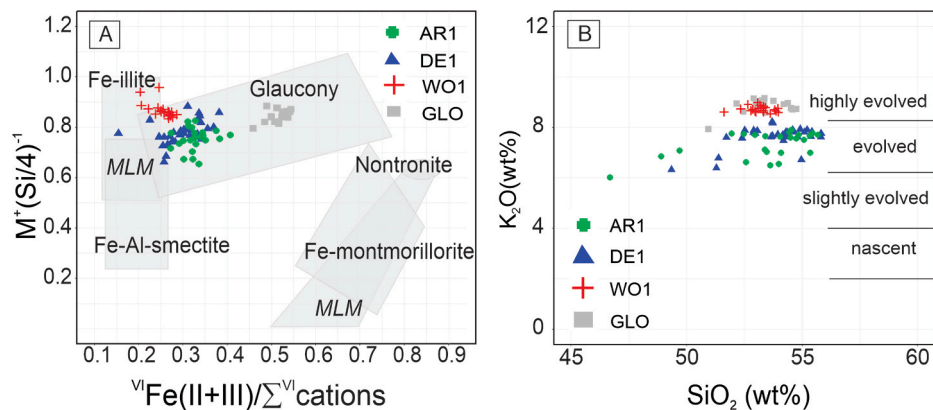 A
AR1
DE1
WO1
GLO
Fe-illite
Glaucony
MLM
Nontronite
Fe-Al-smectite
Fe-montmorillorite
MLM
1.2
1.0
0.8
0.6
0.4
0.2
M⁺(Si/4)⁻¹
0.1 0.2 0.3 0.4 0.5 0.6 0.7 0.8 0.9
ⱽᴵFe(II+III)/Σⱽᴵcations
B
12
8
4
0
K₂O(wt%)
highly evolved
evolved
slightly evolved
nascent
AR1
DE1
WO1
GLO
45 50 55 60
SiO₂ (wt%)